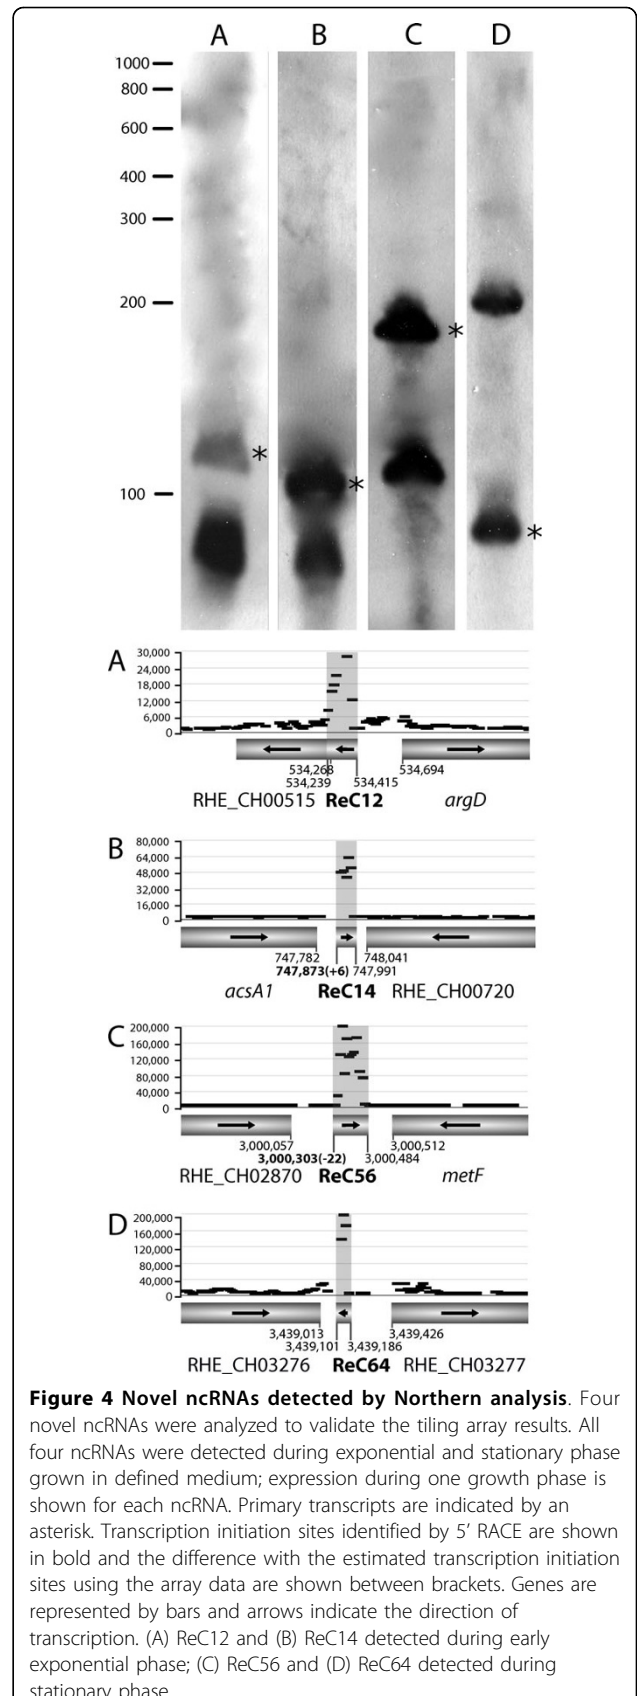 A B C D
1000
800
600
400
300
200
*
*
100
*
*
A
30,000
24,000
18,000
12,000
6,000
0
534,268 534,694
534,239 534,415
RHE_CH00515 ReC12 argD
B
80,000
64,000
48,000
32,000
16,000
0
747,782 748,041
747,873(+6) 747,991
acsA1 ReC14 RHE_CH00720
C
200,000
160,000
120,000
80,000
40,000
0
3,000,057 3,000,512
3,000,303(-22) 3,000,484
RHE_CH02870 ReC56 metF
D
200,000
160,000
120,000
80,000
40,000
0
3,439,013 3,439,426
3,439,101 3,439,186
RHE_CH03276 ReC64 RHE_CH03277
Figure 4 Novel ncRNAs detected by Northern analysis. Four
novel ncRNAs were analyzed to validate the tiling array results. All
four ncRNAs were detected during exponential and stationary phase
grown in defined medium; expression during one growth phase is
shown for each ncRNA. Primary transcripts are indicated by an
asterisk. Transcription initiation sites identified by 5’ RACE are shown
in bold and the difference with the estimated transcription initiation
sites using the array data are shown between brackets. Genes are
represented by bars and arrows indicate the direction of
transcription. (A) ReC12 and (B) ReC14 detected during early
exponential phase; (C) ReC56 and (D) ReC64 detected during
stationary phase